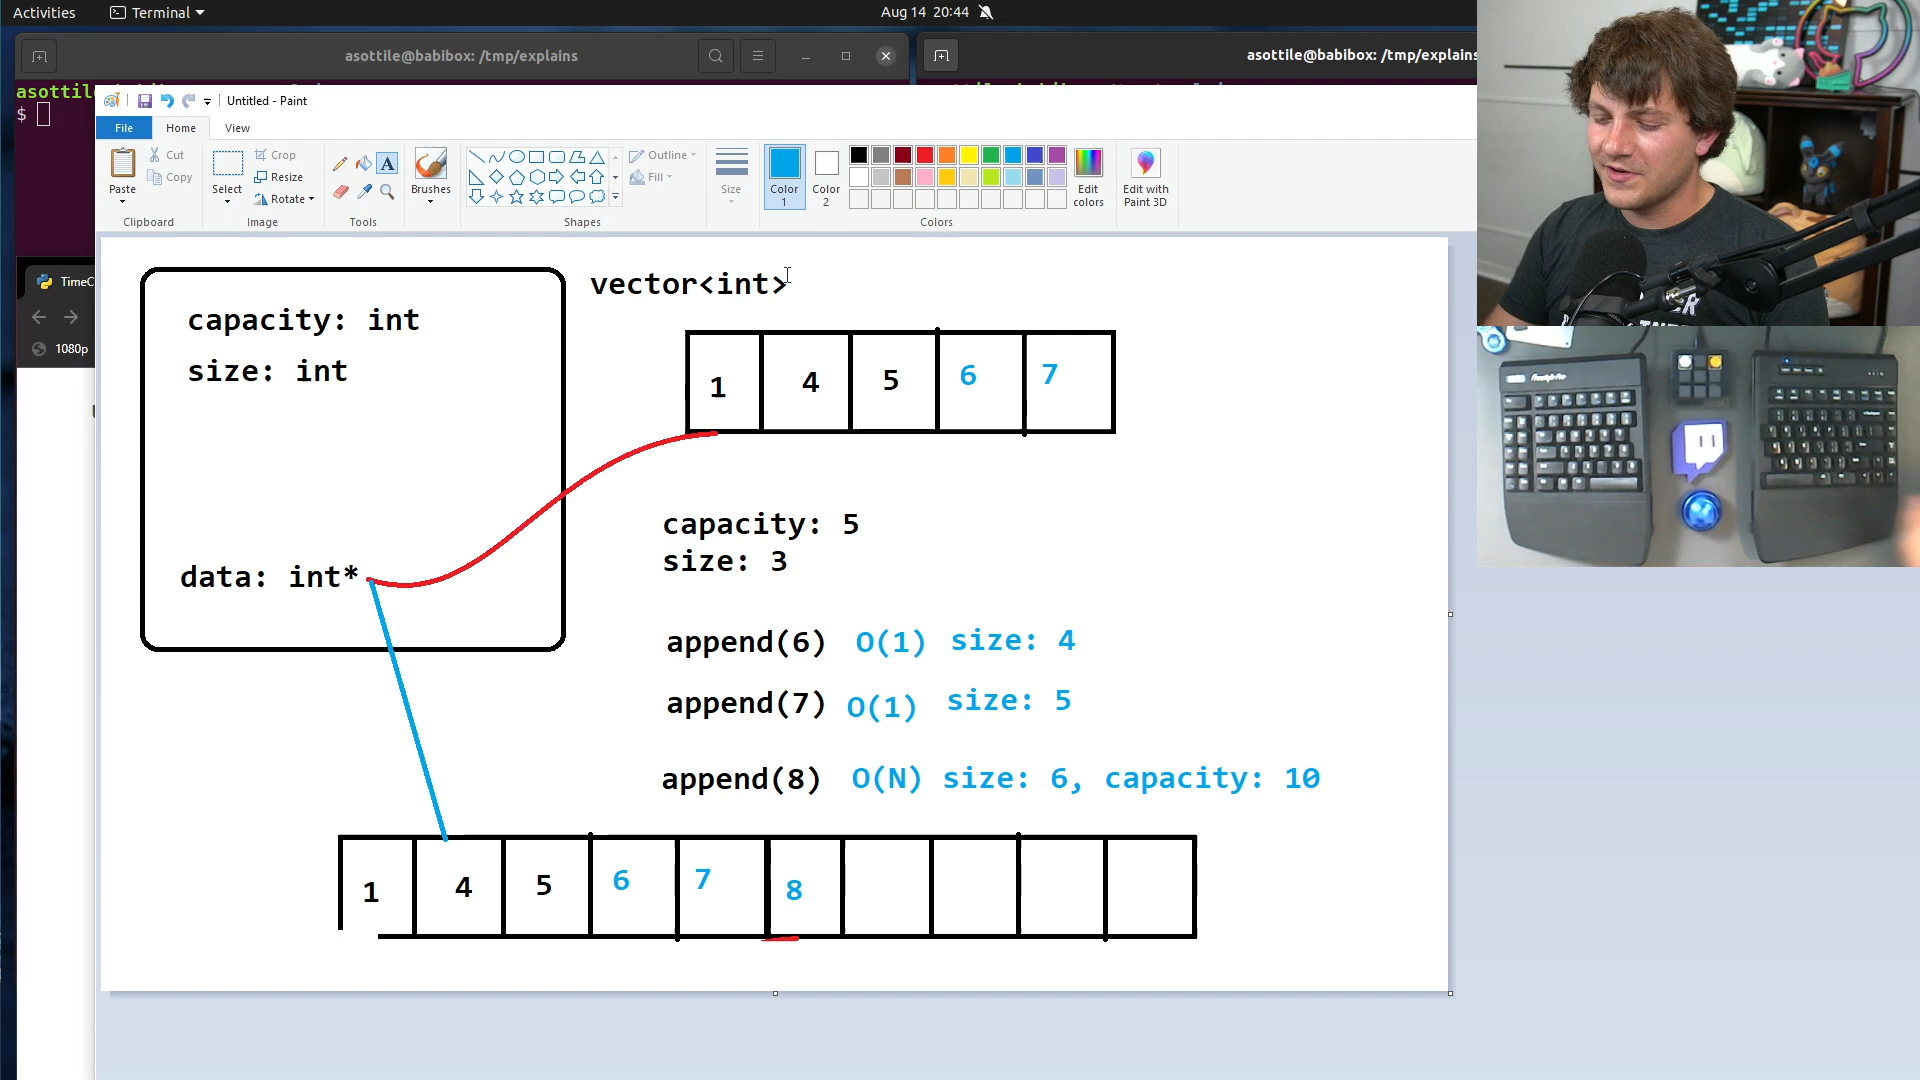 Activities
Terminal
Aug 14 20:44
asottile@babibox: /tmp/explains
asottile@babibox: /tmp/explains
asottil
$
Untitled - Paint
File
Home
View
Paste
Cut
Copy
Clipboard
Select
Crop
Resize
Rotate
Image
A
Tools
Brushes
Shapes
Outline
Fill
Size
Color 1
Color 2
Colors
Edit colors
Edit with Paint 3D
TimeC
1080p
vector<int>
capacity: int
size: int
data: int*
1 4 5 6 7
capacity: 5
size: 3
append(6) O(1) size: 4
append(7) O(1) size: 5
append(8) O(N) size: 6, capacity: 10
1 4 5 6 7 8